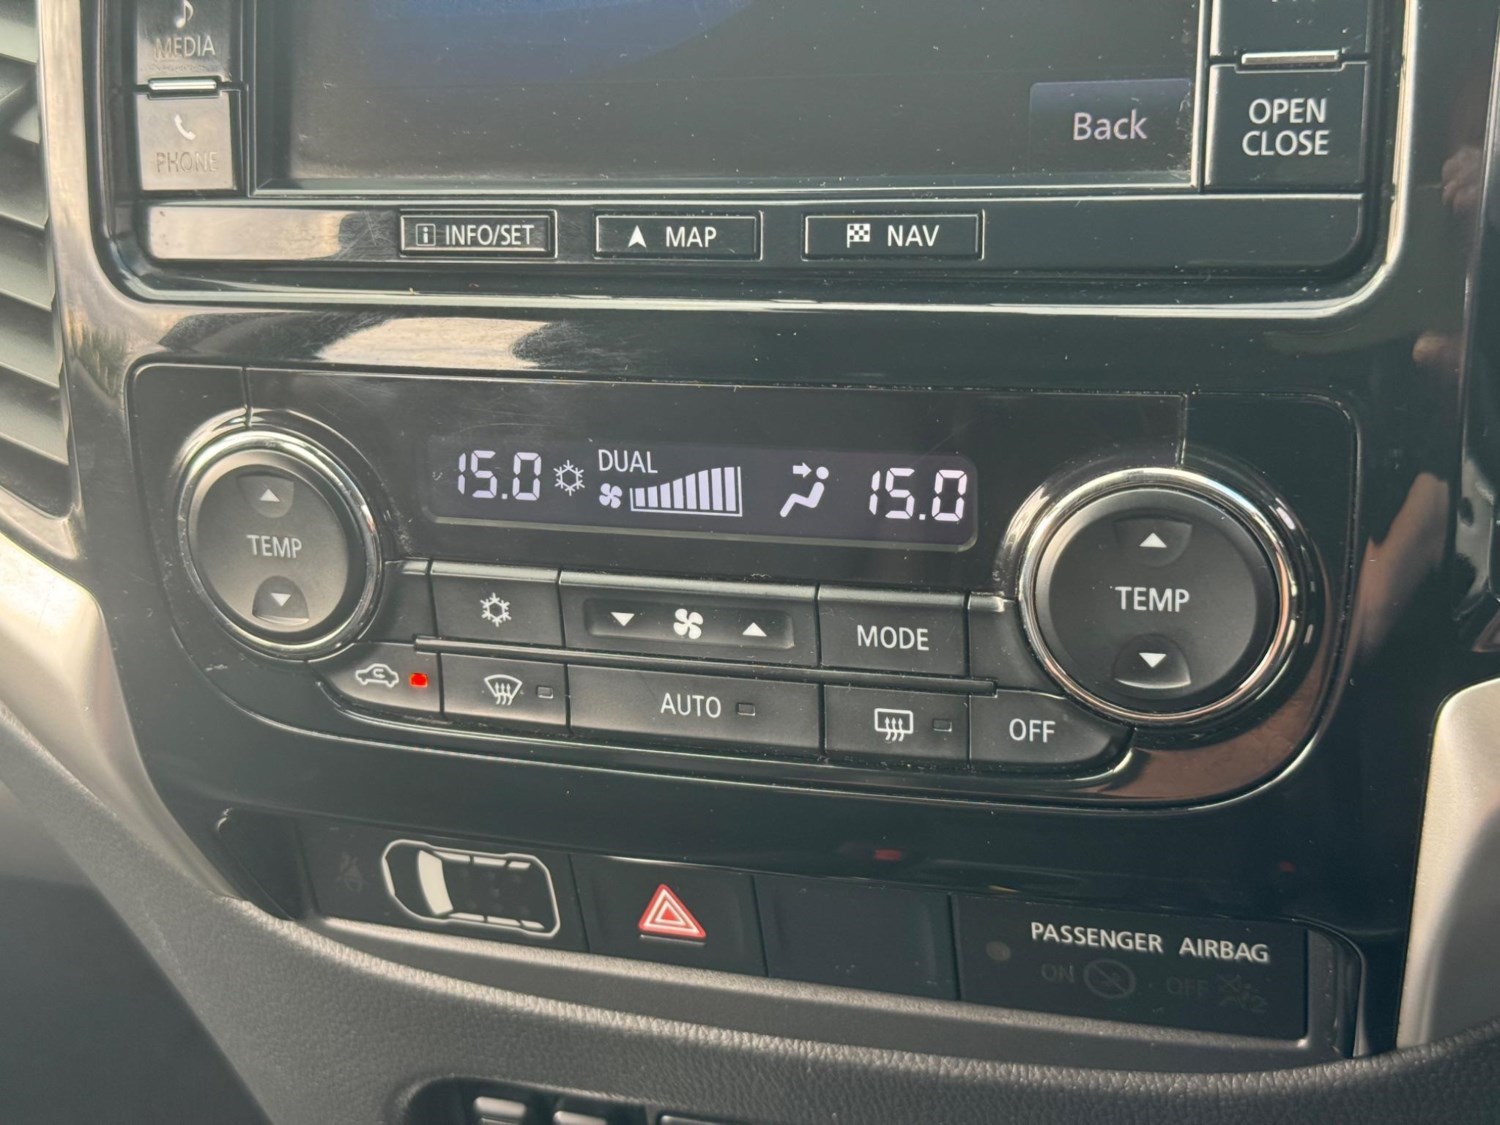 MEDIA
PHONE
Back
OPEN
CLOSE
INFO/SET
MAP
NAV
15.0
DUAL
15.0
TEMP
TEMP
MODE
AUTO
OFF
PASSENGER AIRBAG
ON
OFF